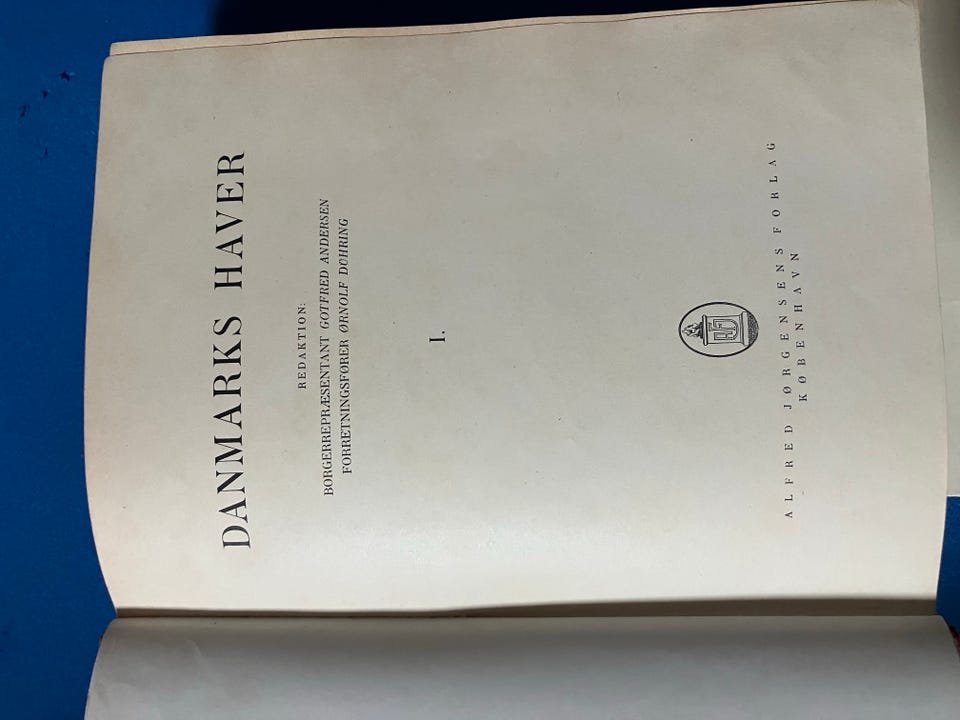 DANMARKS HAVER
REDAKTION:
BORGERREPRÆSENTANT GOTFRED ANDERSEN
FORRETNINGSFØRER ØRNOLF DÜHRING
I.
ALFRED JØRGENSENS FORLAG
KØBENHAVN